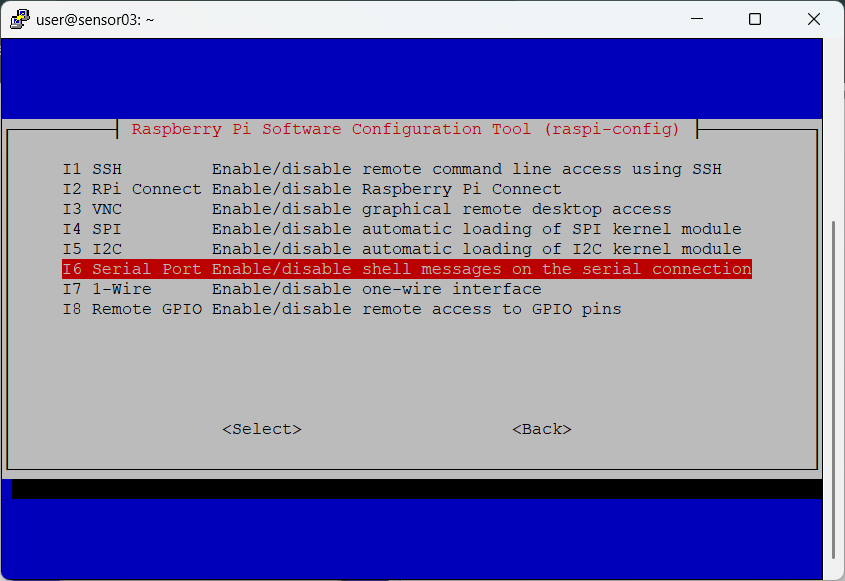 user@sensor03: ~
Raspberry Pi Software Configuration Tool (raspi-config)
I1 SSH Enable/disable remote command line access using SSH
I2 RPi Connect Enable/disable Raspberry Pi Connect
I3 VNC Enable/disable graphical remote desktop access
I4 SPI Enable/disable automatic loading of SPI kernel module
I5 I2C Enable/disable automatic loading of I2C kernel module
I6 Serial Port Enable/disable shell messages on the serial connection
I7 1-Wire Enable/disable one-wire interface
I8 Remote GPIO Enable/disable remote access to GPIO pins
<Select> <Back>